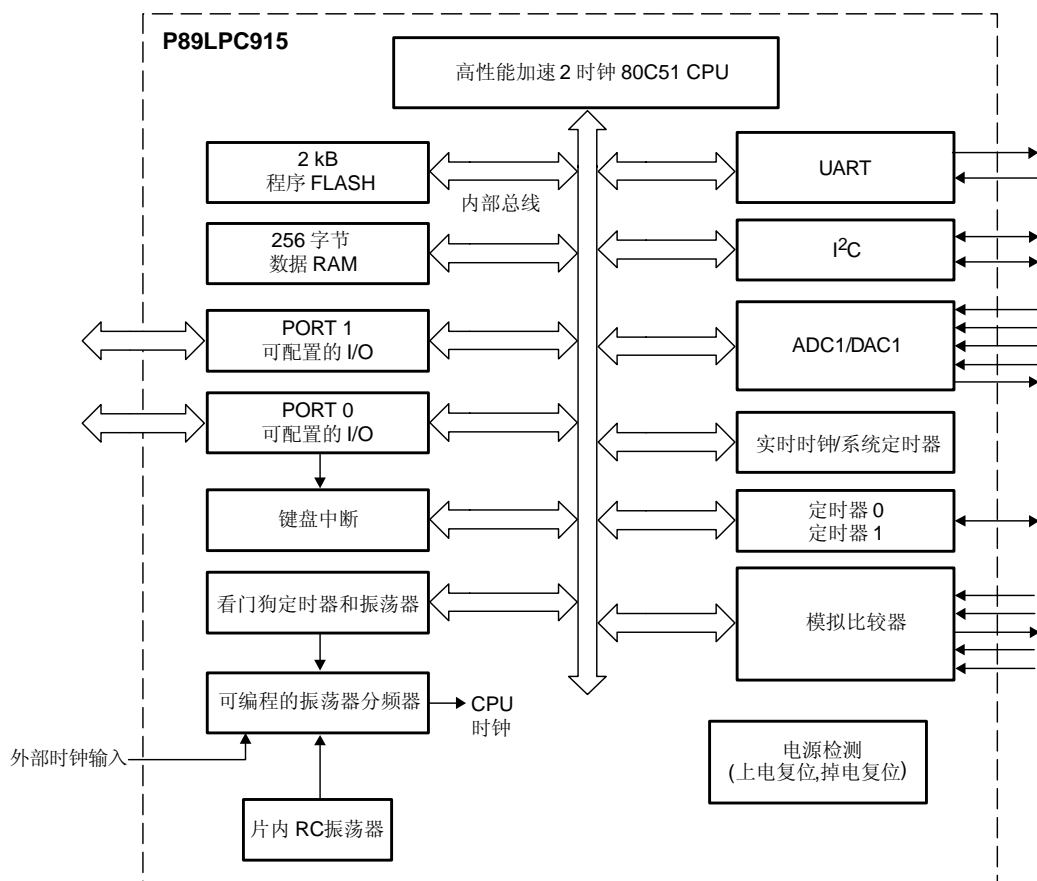 P89LPC915
高性能加速 2 时钟 80C51 CPU
2 kB
程序 FLASH
内部总线
256 字节
数据 RAM
PORT 1
可配置的 I/O
PORT 0
可配置的 I/O
键盘中断
看门狗定时器和振荡器
可编程的振荡器分频器
CPU
时钟
外部时钟输入
片内 RC振荡器
UART
I²C
ADC1/DAC1
实时时钟/系统定时器
定时器 0
定时器 1
模拟比较器
电源检测
(上电复位,掉电复位)